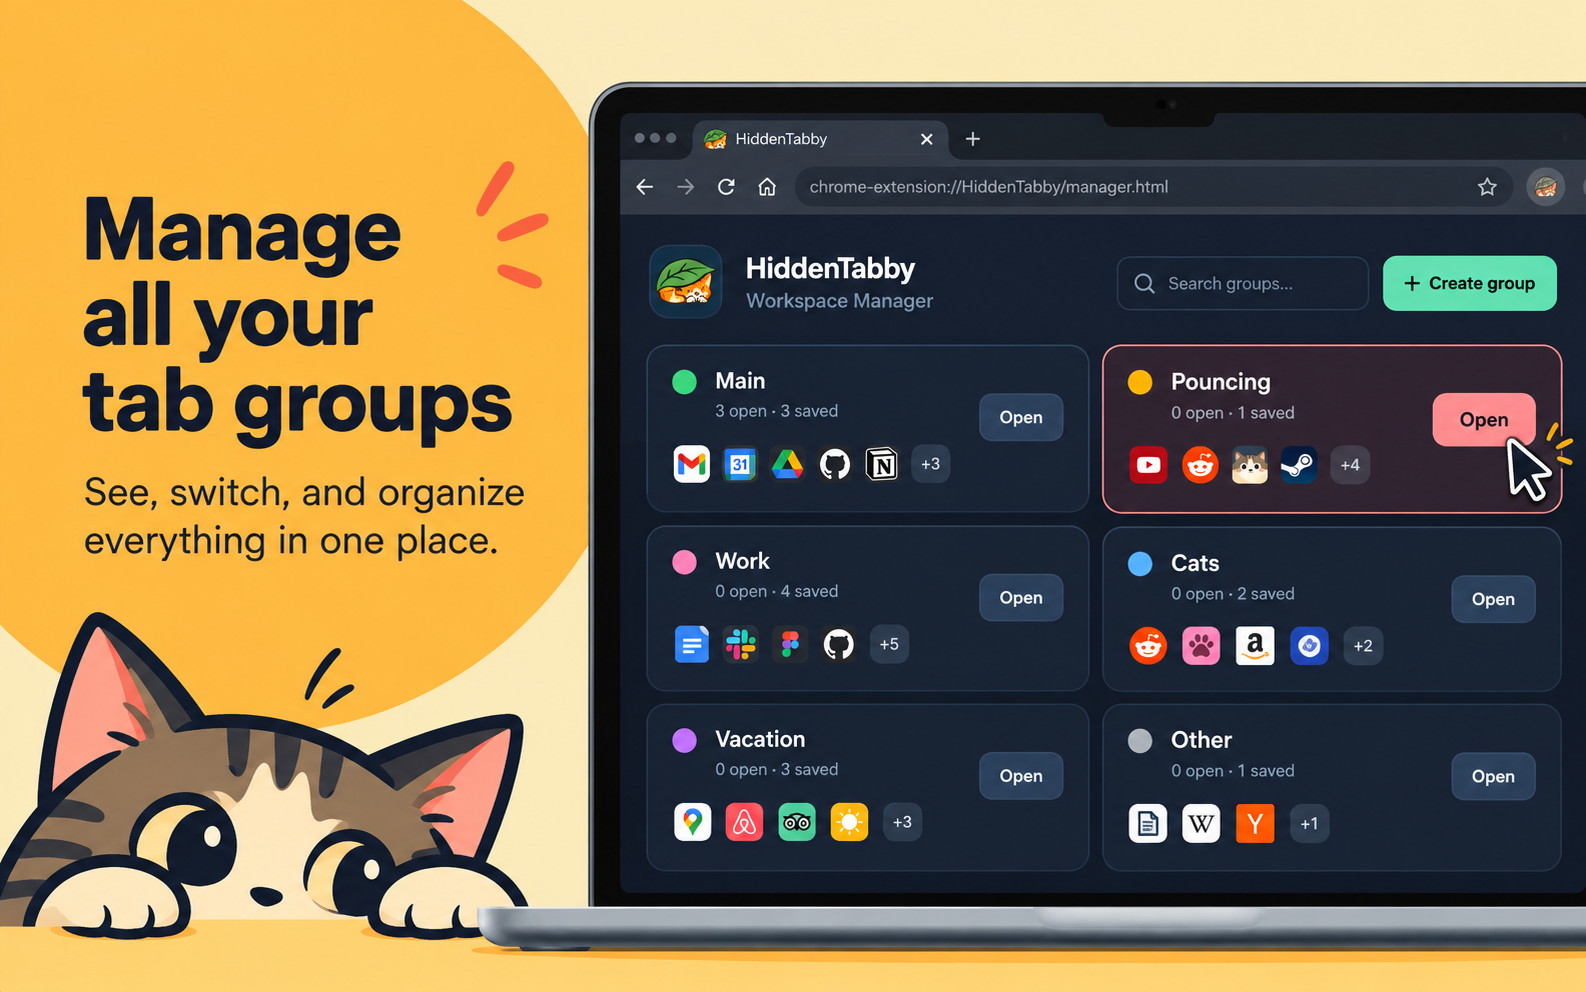 Manage
all your
tab groups
See, switch, and organize
everything in one place.
HiddenTabby
chrome-extension://HiddenTabby/manager.html
HiddenTabby
Workspace Manager
Search groups...
+ Create group
Main
3 open · 3 saved
Open
31
N
+3
Pouncing
0 open · 1 saved
Open
+4
Work
0 open · 4 saved
Open
+5
Cats
0 open · 2 saved
Open
a
+2
Vacation
0 open · 3 saved
Open
+3
Other
0 open · 1 saved
Open
W
Y
+1